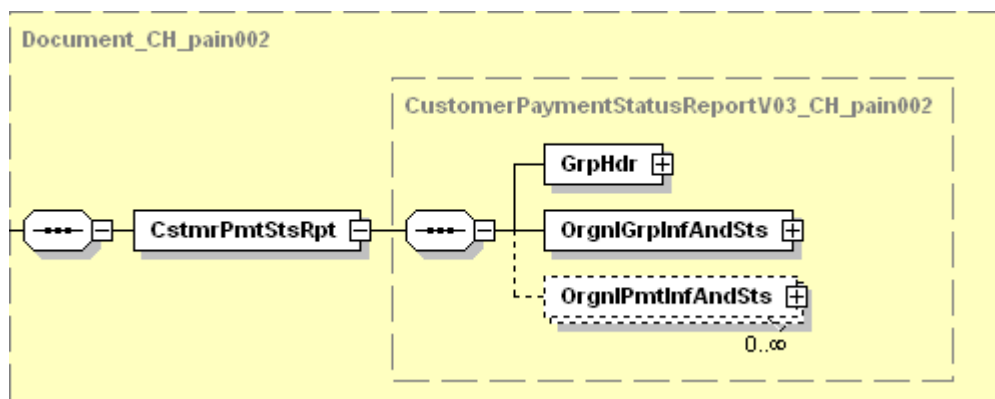 Document_CH_pain002
CustomerPaymentStatusReportV03_CH_pain002
GrpHdr
CstmrPmtStsRpt
OrgnlGrpInfAndSts
OrgnlPmtInfAndSts
0..∞